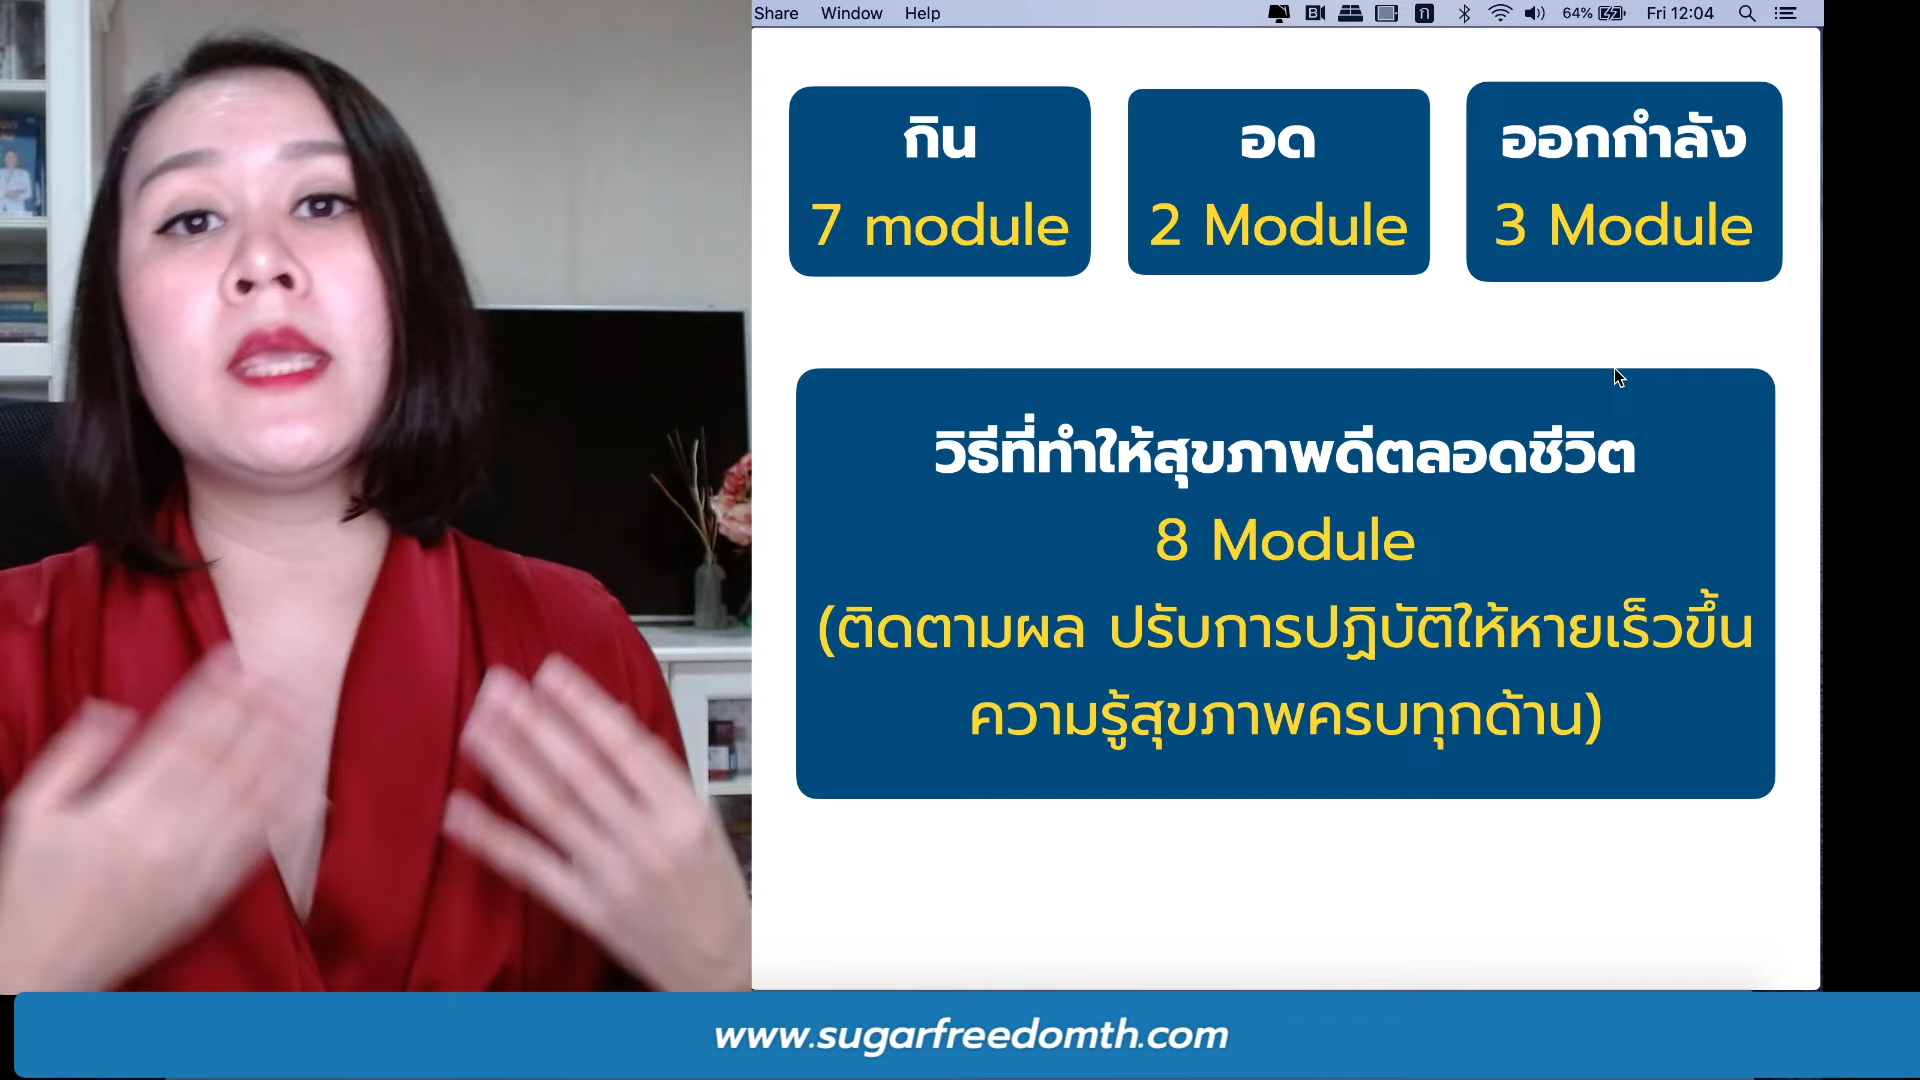 Share Window Help
64% Fri 12:04
กิน
7 module
อด
2 Module
ออกกำลัง
3 Module
วิธีที่ทำให้สุขภาพดีตลอดชีวิต
8 Module
(ติดตามผล ปรับการปฏิบัติให้หายเร็วขึ้น
ความรู้สุขภาพครบทุกด้าน)
www.sugarfreedomth.com